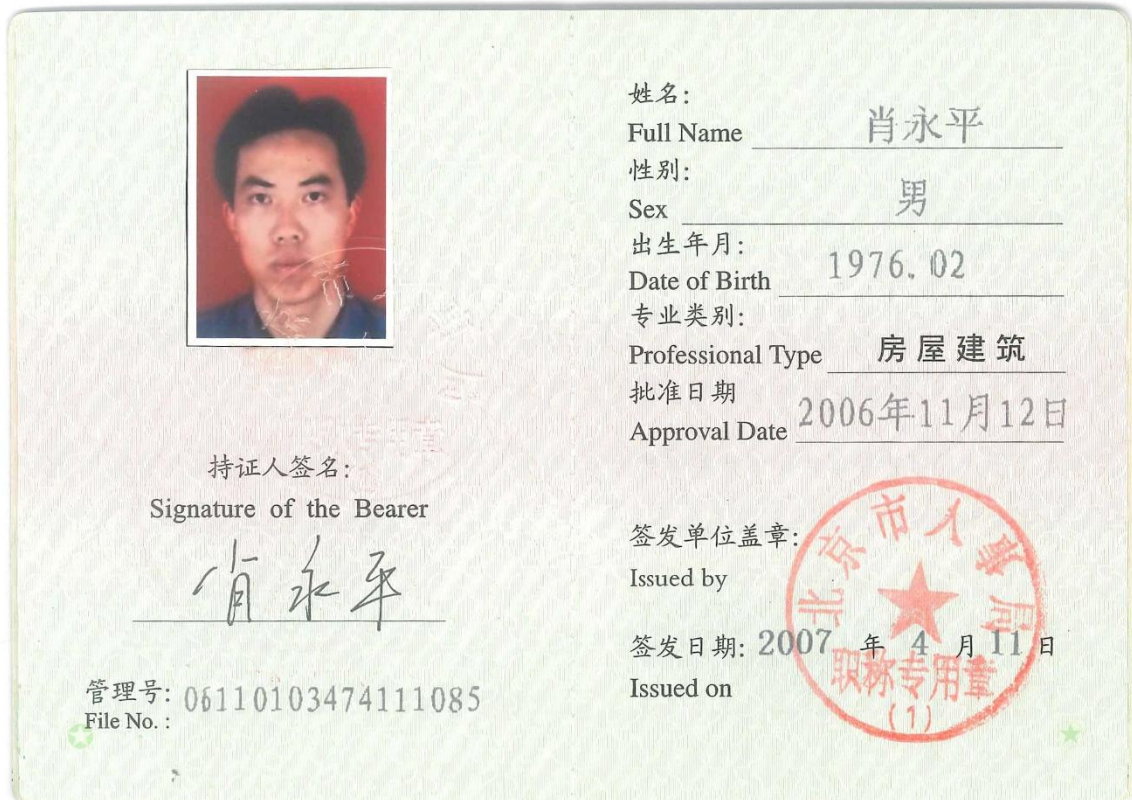 持证人签名:
Signature of the Bearer
肖永平
管理号: 06110103474111085
File No. :
姓名:
Full Name 肖永平
性别:
Sex 男
出生年月:
Date of Birth 1976.02
专业类别:
Professional Type 房屋建筑
批准日期
Approval Date 2006年11月12日
签发单位盖章:
Issued by
北京市人事局
签发日期: 2007 年 4 月 11 日
Issued on
职称专用章
(1)